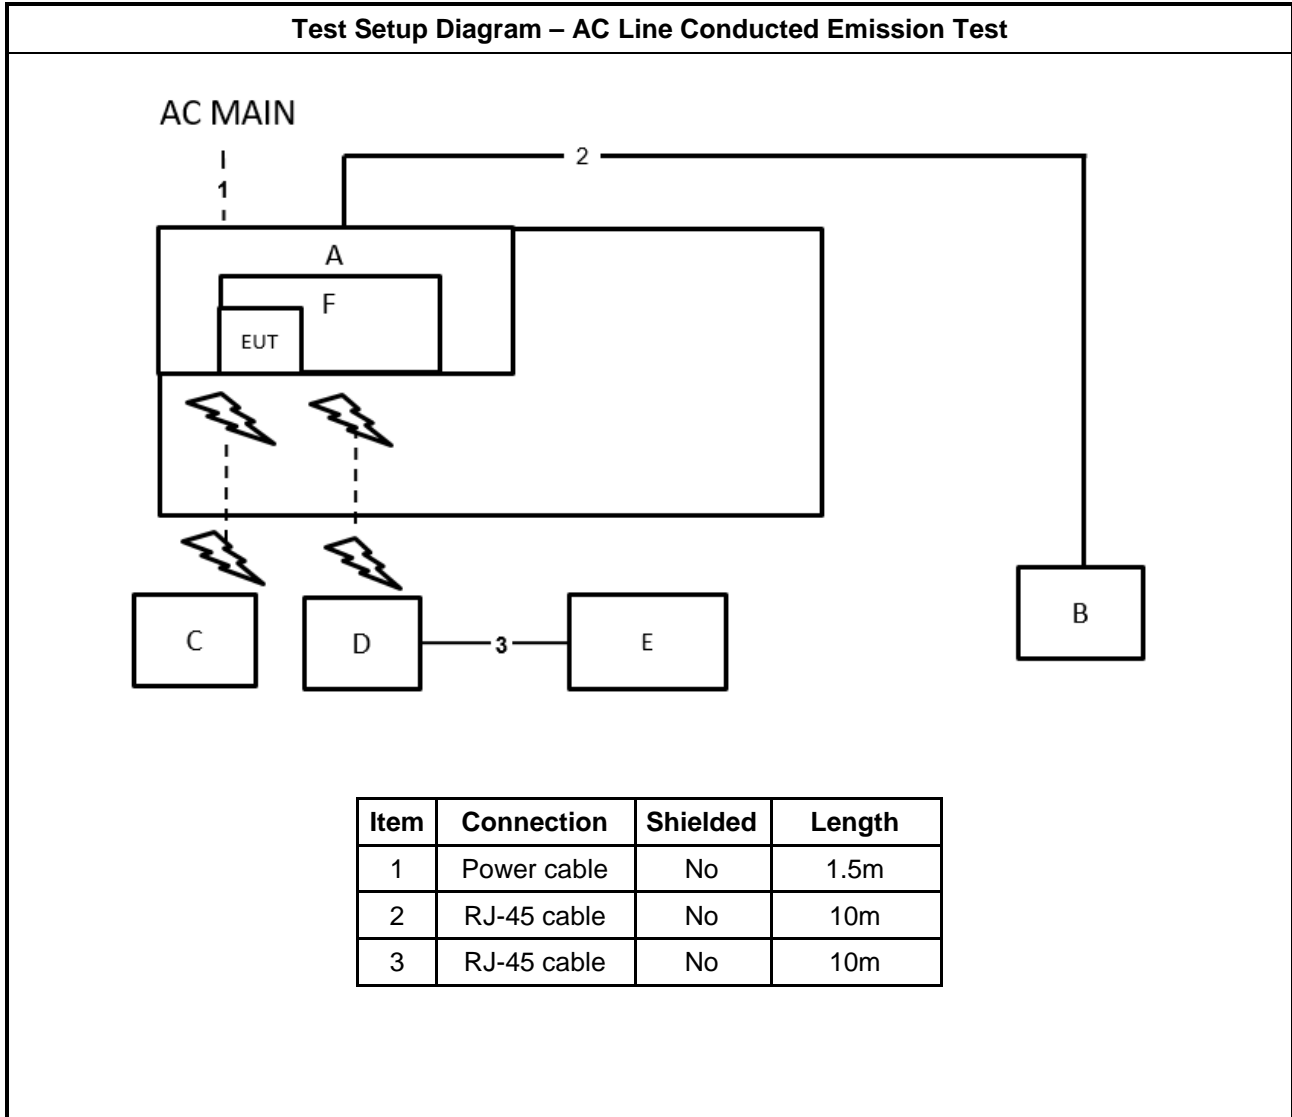 Test Setup Diagram – AC Line Conducted Emission Test
AC MAIN
2
1
A
F
EUT
B
C
D
3
E
Item Connection Shielded Length
1 Power cable No 1.5m
2 RJ-45 cable No 10m
3 RJ-45 cable No 10m